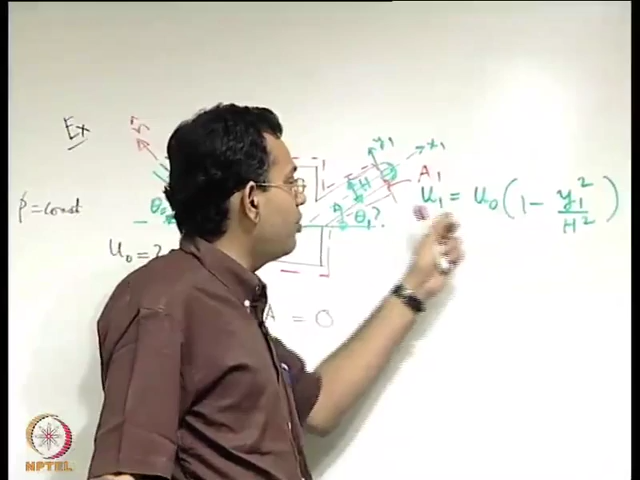 Ex
ρ = const
u₀ = ?
θ₀
y₁
x₁
A₁
H
θ₁?
u₁ = u₀(1 - y₁²/H²)
A = 0
NPTEL